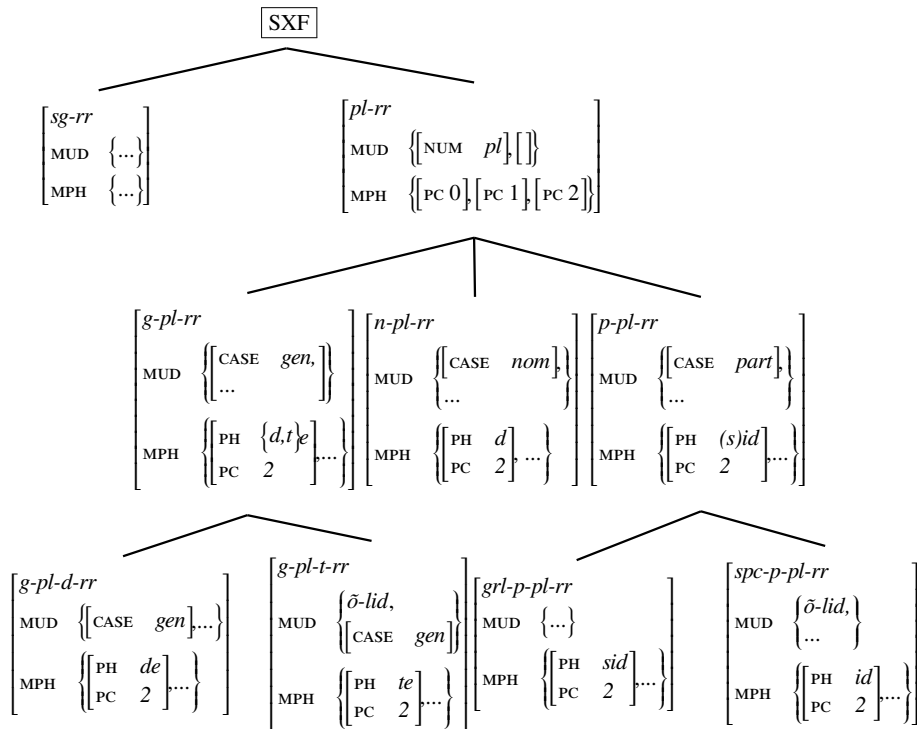 SXF
sg-rr
MUD {...}
MPH {...}
pl-rr
MUD {[NUM pl],[ ]}
MPH {[PC 0],[PC 1],[PC 2]}
g-pl-rr
MUD {[CASE gen,
...]}
MPH {[PH {d,t}e
PC 2],...}
n-pl-rr
MUD {[CASE nom],
...}
MPH {[PH d
PC 2], ...}
p-pl-rr
MUD {[CASE part],
...}
MPH {[PH (s)id
PC 2],...}
g-pl-d-rr
MUD {[CASE gen],...}
MPH {[PH de
PC 2],...}
g-pl-t-rr
MUD {õ-lid,
[CASE gen]}
MPH {[PH te
PC 2],...}
grl-p-pl-rr
MUD {...}
MPH {[PH sid
PC 2],...}
spc-p-pl-rr
MUD {õ-lid,
...}
MPH {[PH id
PC 2],...}